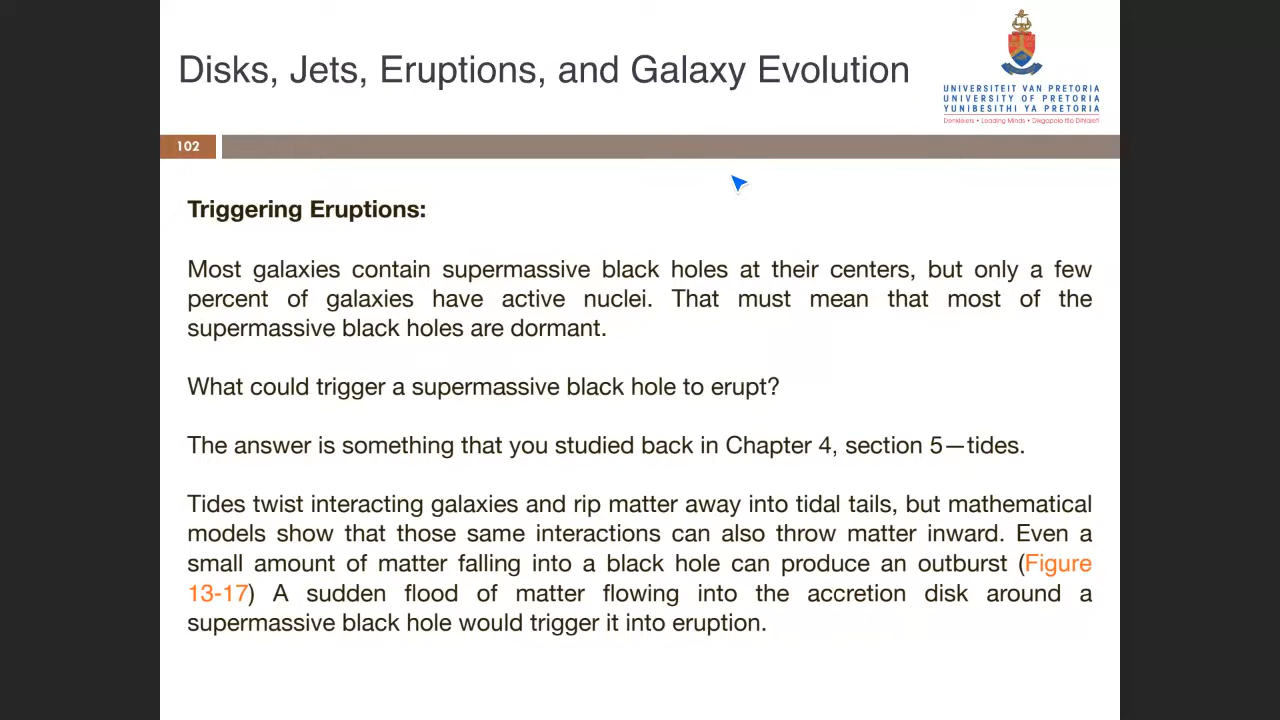 Disks, Jets, Eruptions, and Galaxy Evolution
UNIVERSITEIT VAN PRETORIA
UNIVERSITY OF PRETORIA
YUNIBESITHI YA PRETORIA
Denkleiers • Leading Minds • Dikgopolo tša Dihlalefi
102
Triggering Eruptions:
Most galaxies contain supermassive black holes at their centers, but only a few
percent of galaxies have active nuclei. That must mean that most of the
supermassive black holes are dormant.
What could trigger a supermassive black hole to erupt?
The answer is something that you studied back in Chapter 4, section 5—tides.
Tides twist interacting galaxies and rip matter away into tidal tails, but mathematical
models show that those same interactions can also throw matter inward. Even a
small amount of matter falling into a black hole can produce an outburst (Figure
13-17) A sudden flood of matter flowing into the accretion disk around a
supermassive black hole would trigger it into eruption.